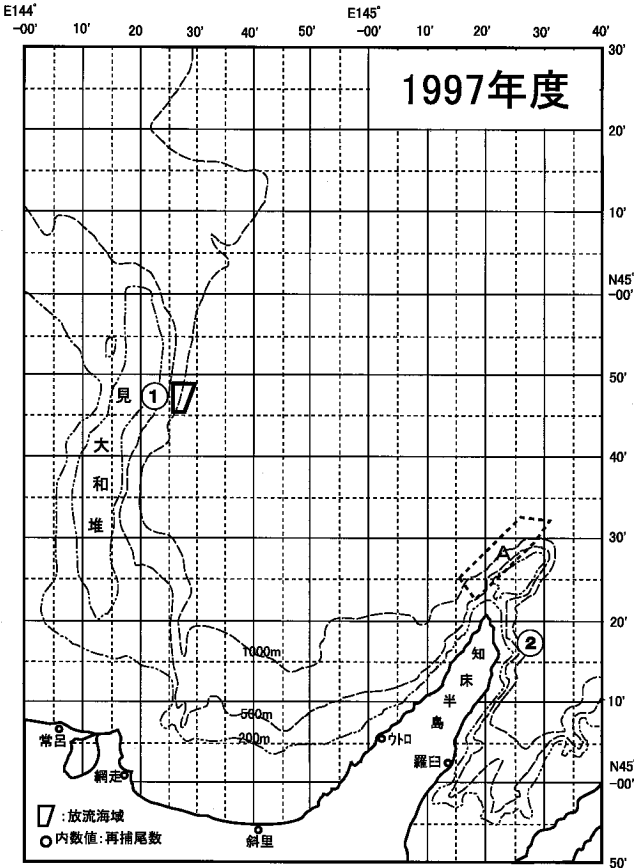 E144°
-00′ 10′ 20 30′ 40′ 50′
E145°
-00′ 10′ 20′ 30′ 40′
1997年度
30′
20′
10′
N45°
-00′
50′
40′
30′
20′
10′
N45°
-00′
50′
見
大
和
堆
①
A
②
1000m
500m
200m
知
床
半
島
ウトロ
羅臼
常呂
網走
斜里
:放流海域
内数値:再捕尾数